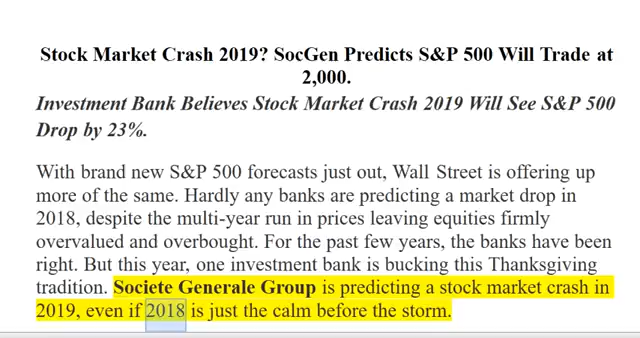 Stock Market Crash 2019? SocGen Predicts S&P 500 Will Trade at
2,000.
Investment Bank Believes Stock Market Crash 2019 Will See S&P 500
Drop by 23%.
With brand new S&P 500 forecasts just out, Wall Street is offering up
more of the same. Hardly any banks are predicting a market drop in
2018, despite the multi-year run in prices leaving equities firmly
overvalued and overbought. For the past few years, the banks have been
right. But this year, one investment bank is bucking this Thanksgiving
tradition. Societe Generale Group is predicting a stock market crash in
2019, even if 2018 is just the calm before the storm.